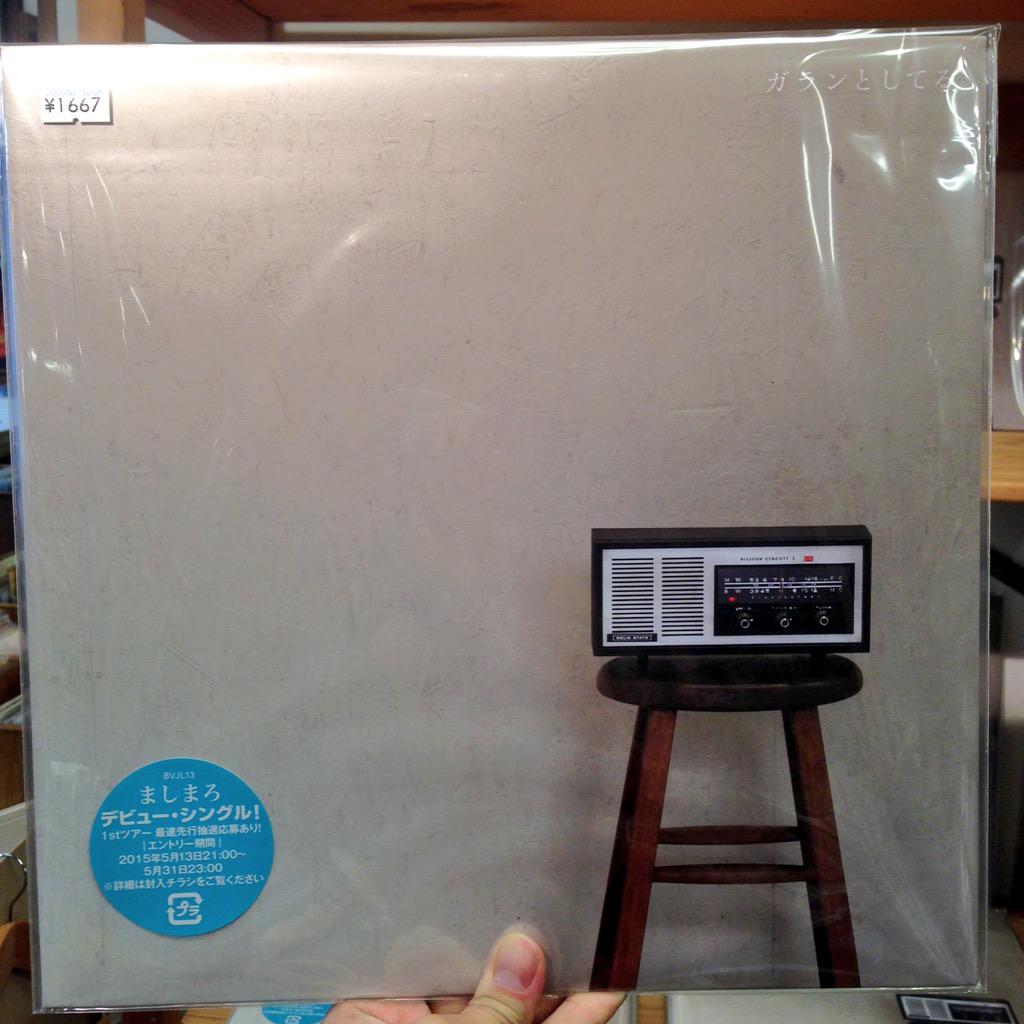 ガランとしてる
¥1667
SILICON CIRCUIT
SOLID STATE
BVJL13
ましまろ
デビュー・シングル!
1stツアー 最速先行抽選応募あり!
|エントリー期間|
2015年5月13日21:00〜
5月31日23:00
※詳細は封入チラシをご覧ください
プラ